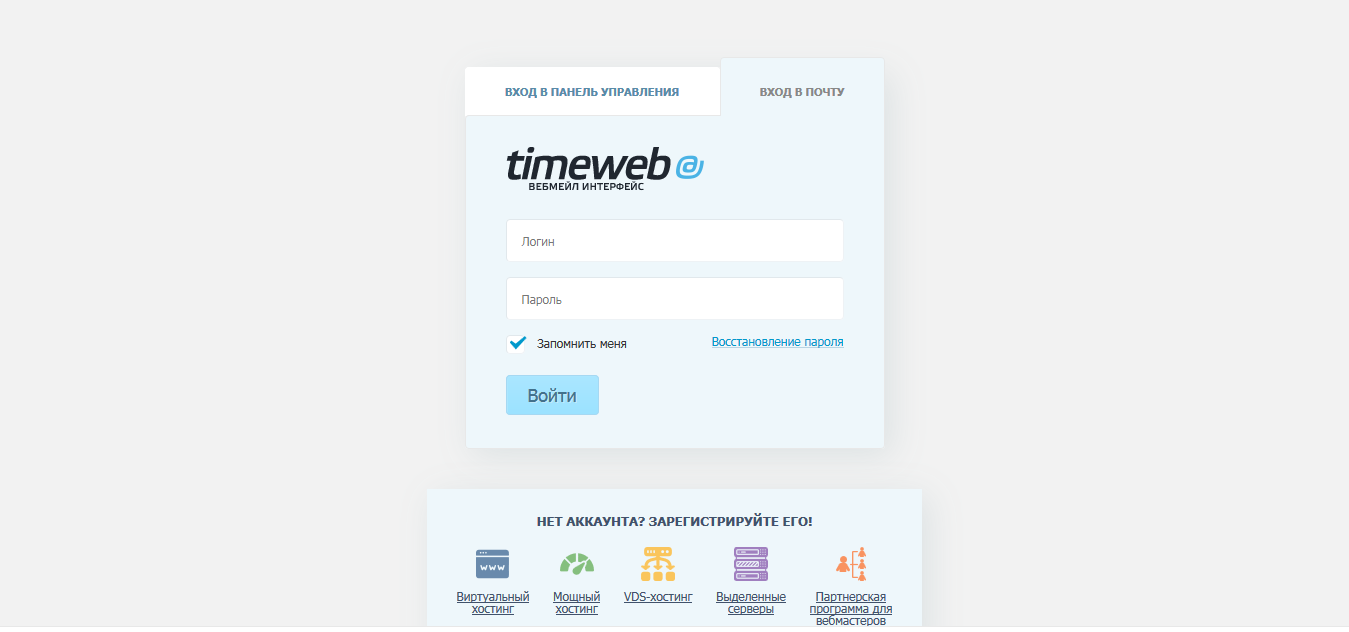 ВХОД В ПАНЕЛЬ УПРАВЛЕНИЯ
ВХОД В ПОЧТУ
timeweb@
ВЕБМЕЙЛ ИНТЕРФЕЙС
Логин
Пароль
Запомнить меня
Восстановление пароля
Войти
НЕТ АККАУНТА? ЗАРЕГИСТРИРУЙТЕ ЕГО!
www
Виртуальный
хостинг
Мощный
хостинг
VDS-хостинг
Выделенные
серверы
Партнерская
программа для
вебмастеров